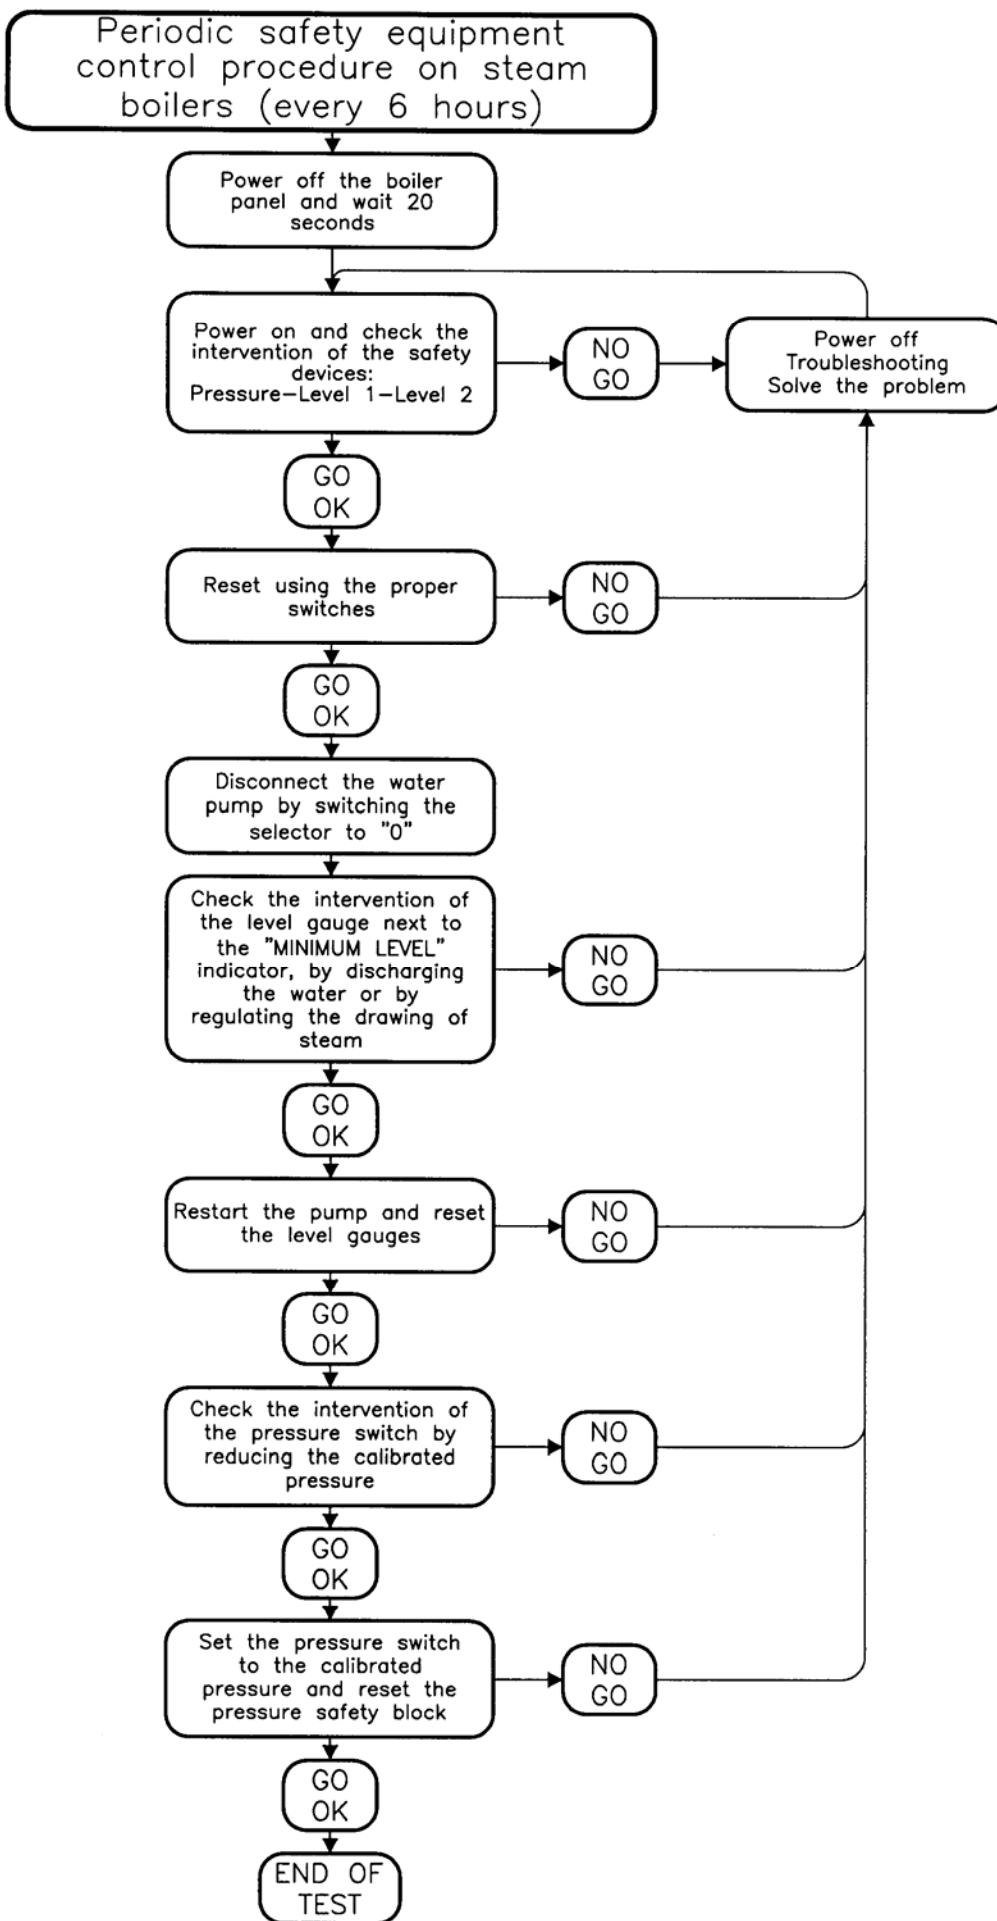 Periodic safety equipment
control procedure on steam
boilers (every 6 hours)
Power off the boiler
panel and wait 20
seconds
Power on and check the
intervention of the safety
devices:
Pressure–Level 1–Level 2
NO
GO
Power off
Troubleshooting
Solve the problem
GO
OK
Reset using the proper
switches
NO
GO
GO
OK
Disconnect the water
pump by switching the
selector to "0"
Check the intervention of
the level gauge next to
the "MINIMUM LEVEL"
indicator, by discharging
the water or by
regulating the drawing of
steam
NO
GO
GO
OK
Restart the pump and reset
the level gauges
NO
GO
GO
OK
Check the intervention of
the pressure switch by
reducing the calibrated
pressure
NO
GO
GO
OK
Set the pressure switch
to the calibrated
pressure and reset the
pressure safety block
NO
GO
GO
OK
END OF
TEST